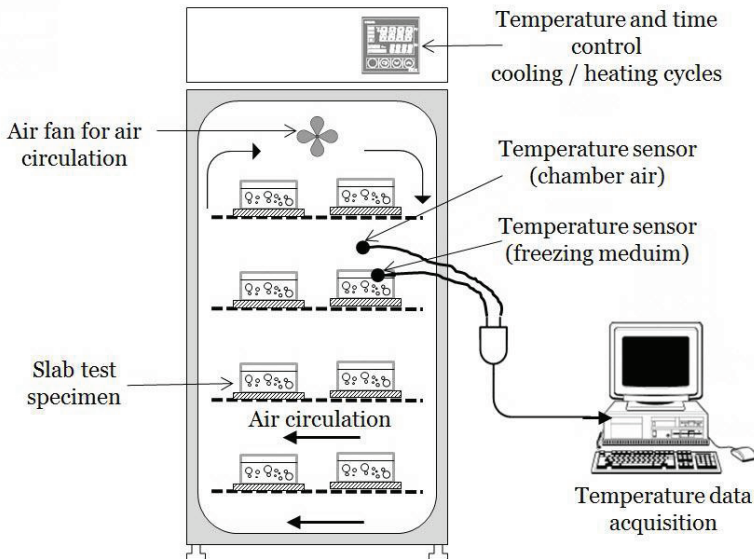 Temperature and time
control
cooling / heating cycles
Air fan for air
circulation
Temperature sensor
(chamber air)
Temperature sensor
(freezing meduim)
Slab test
specimen
Air circulation
Temperature data
acquisition